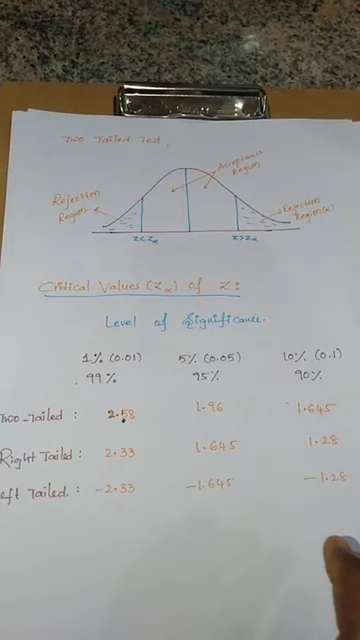 Two Tailed Test.
Acceptance
Region
Rejection
Region
Rejection
Region(s)
Z<Zα
Z>Zα
Critical Values (Zα) of Z:
Level of Significance.
1% (0.01) 5% (0.05) 10% (0.1)
99% 95% 90%
Two-Tailed : 2.58 1.96 1.645
Right Tailed : 2.33 1.645 1.28
eft Tailed. : -2.33 -1.645 -1.28